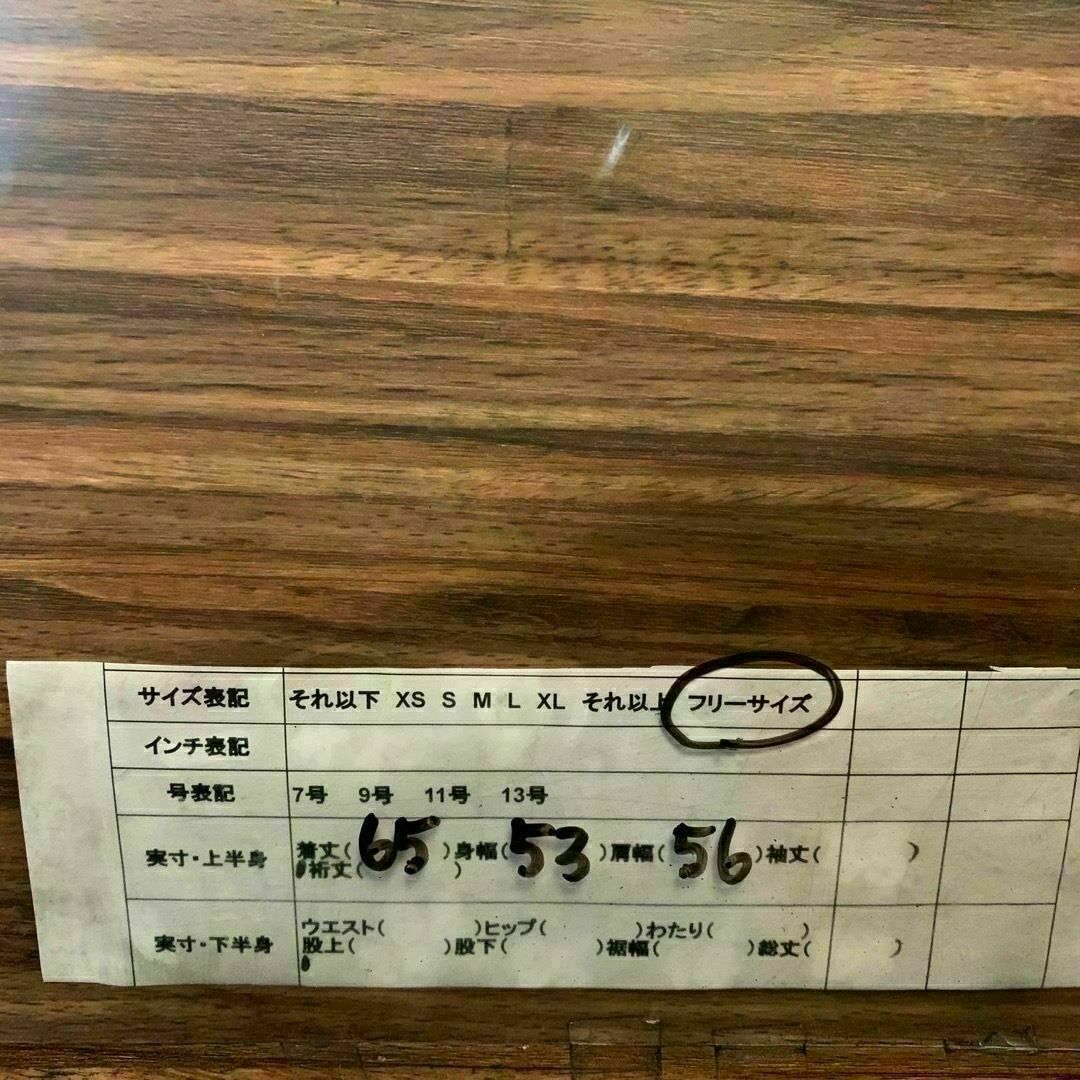 サイズ表記 それ以下 XS S M L XL それ以上 フリーサイズ
インチ表記
号表記 7号 9号 11号 13号
実寸・上半身 着丈( 65 )身幅( 53 )肩幅( 56 )袖丈( )
裄丈( )
実寸・下半身 ウエスト( )ヒップ( )わたり( )
股上( )股下( )裾幅( )総丈( )